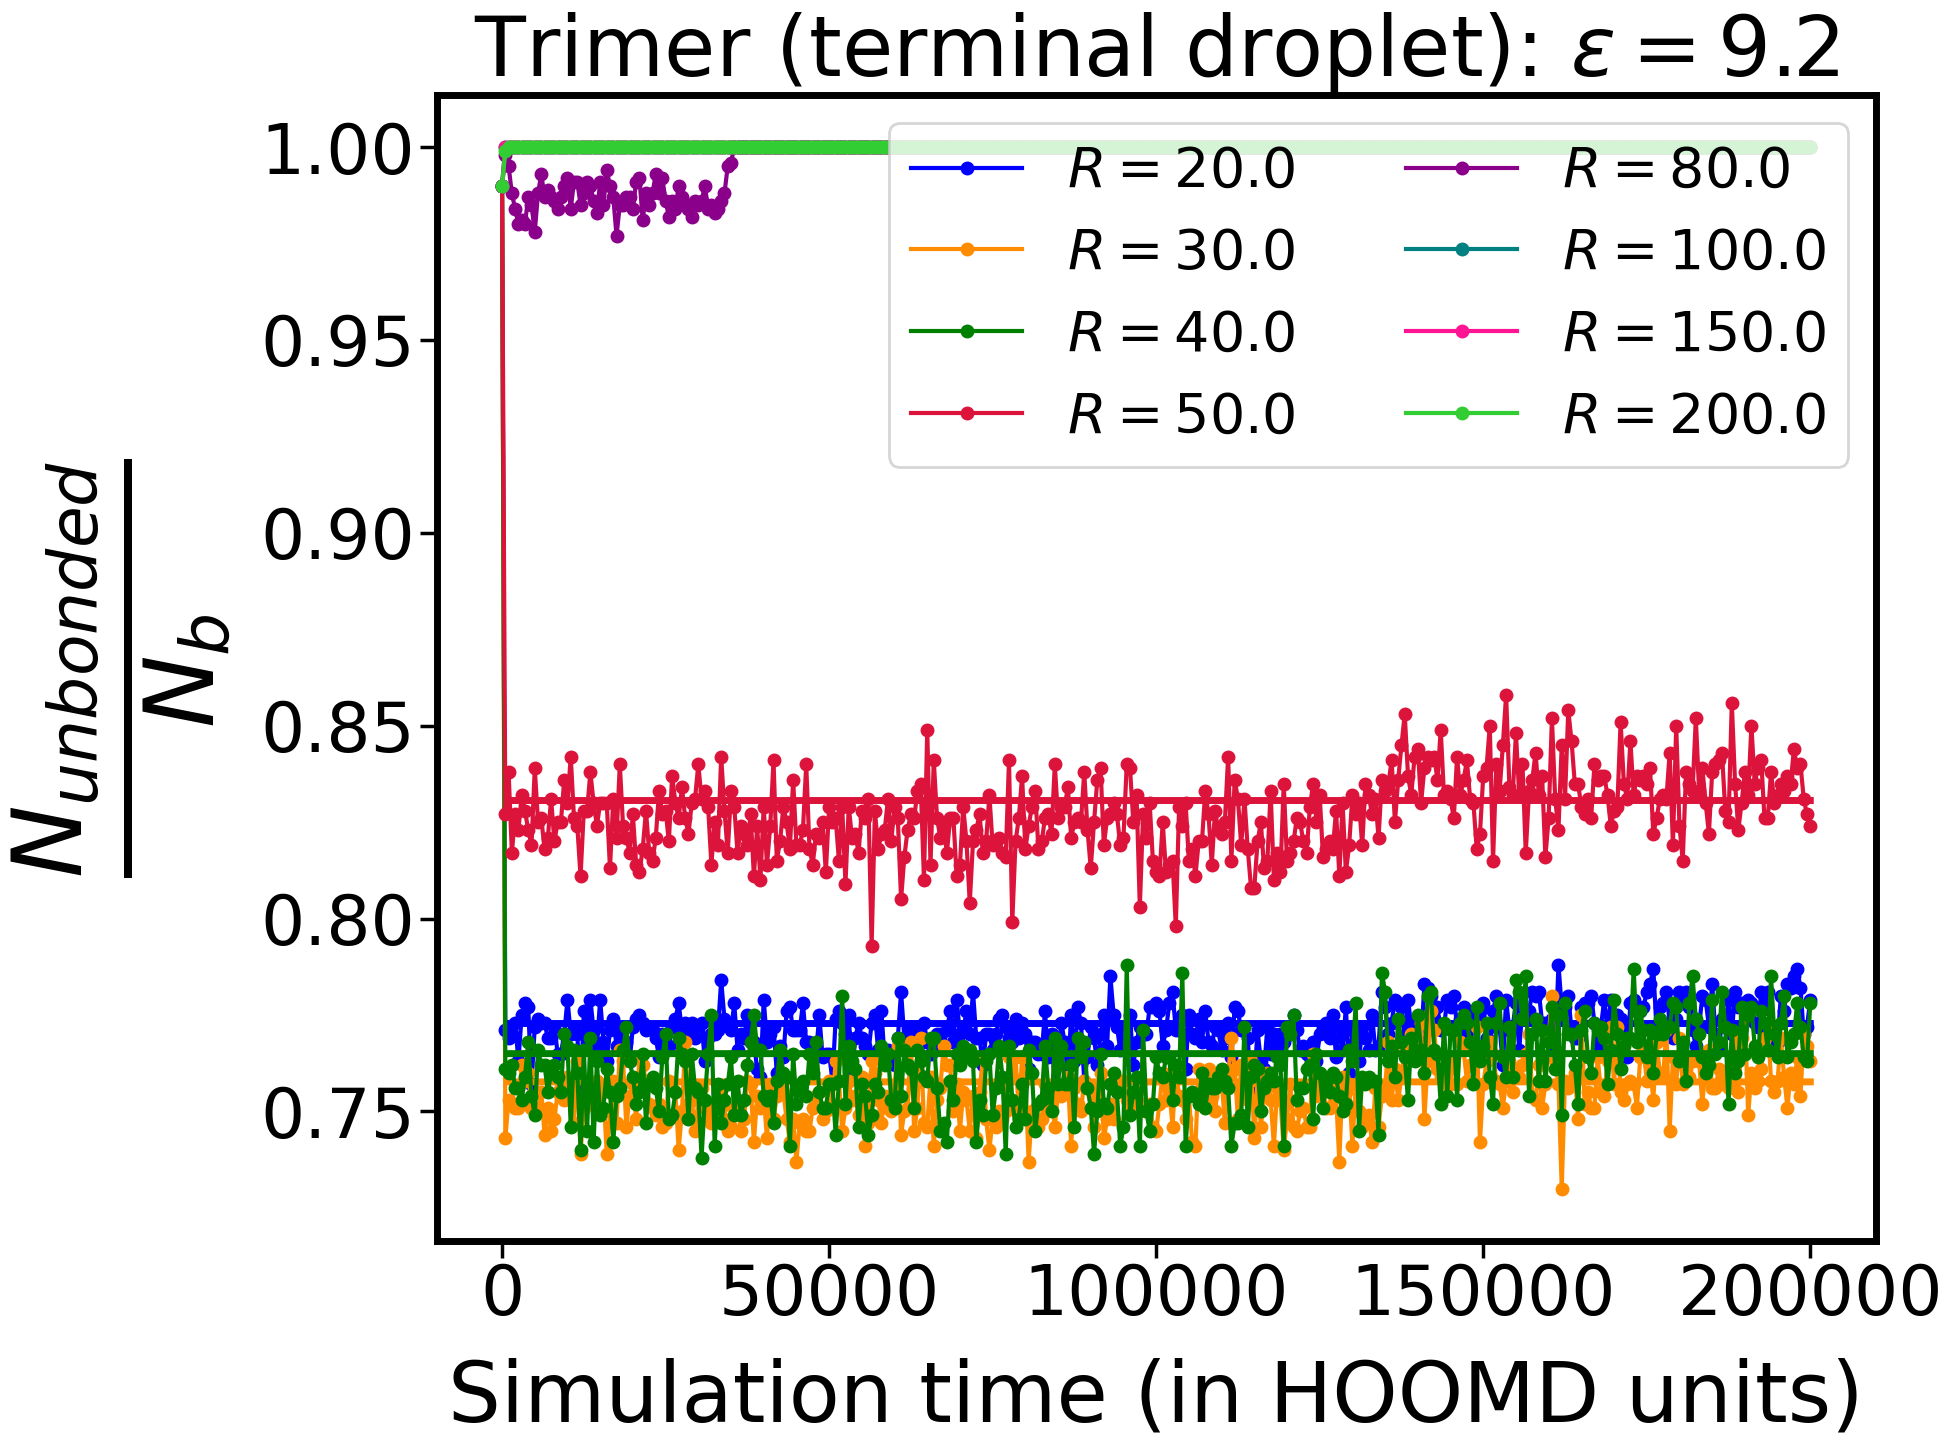 Trimer (terminal droplet): ε = 9.2
N_unbonded
N_b
1.00
0.95
0.90
0.85
0.80
0.75
R = 20.0
R = 30.0
R = 40.0
R = 50.0
R = 80.0
R = 100.0
R = 150.0
R = 200.0
0 50000 100000 150000 200000
Simulation time (in HOOMD units)